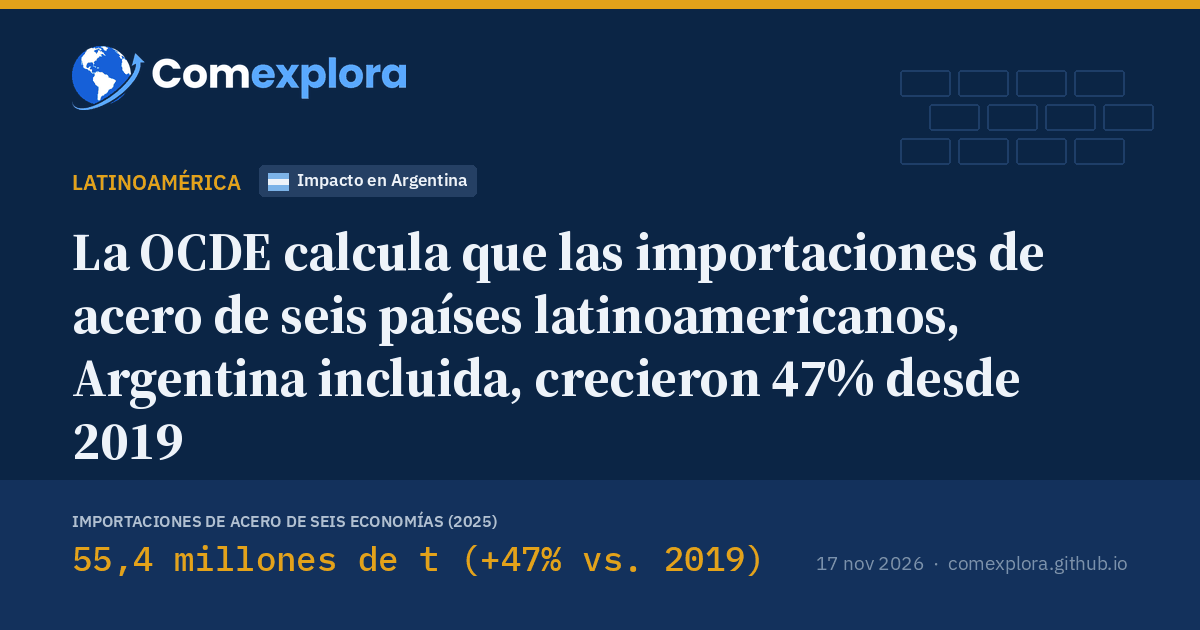 Comexplora
LATINOAMÉRICA
Impacto en Argentina
La OCDE calcula que las importaciones de
acero de seis países latinoamericanos,
Argentina incluida, crecieron 47% desde
2019
IMPORTACIONES DE ACERO DE SEIS ECONOMÍAS (2025)
55,4 millones de t (+47% vs. 2019)
17 nov 2026 · comexplora.github.io